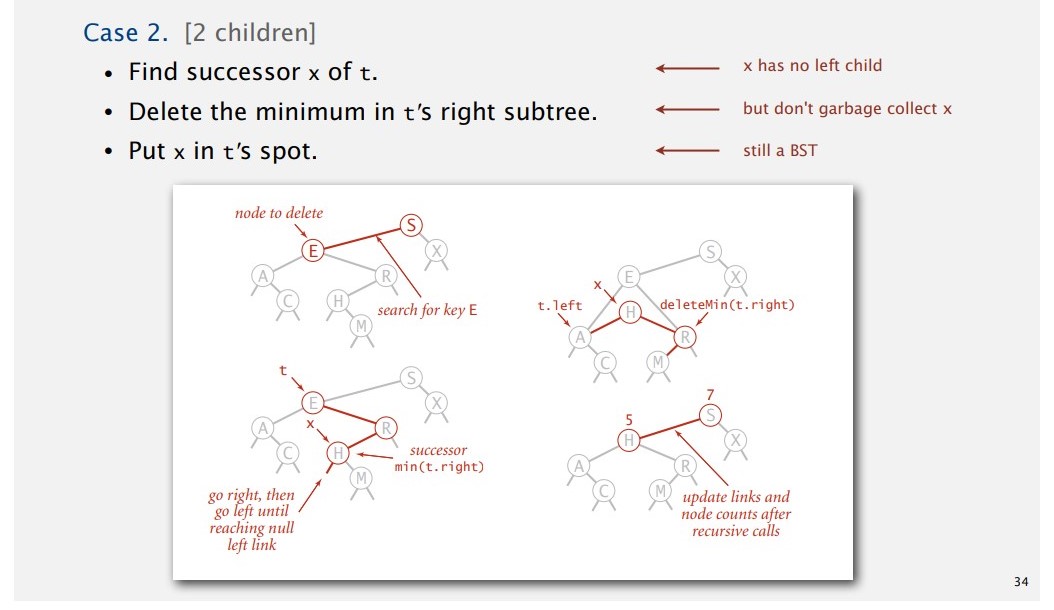 Case 2. [2 children]
• Find successor x of t.
x has no left child
• Delete the minimum in t's right subtree.
but don't garbage collect x
• Put x in t's spot.
still a BST
node to delete
S
E
X
A
R
C
H
M
search for key E
t
S
E
X
x
A
R
C
H
M
successor
min(t.right)
go right, then
go left until
reaching null
left link
S
E
X
x
t.left
H
deleteMin(t.right)
A
R
C
M
7
5
S
H
X
A
R
C
M
update links and
node counts after
recursive calls
34